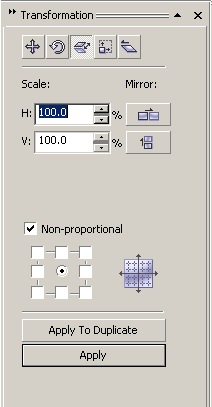 Transformation
Scale: Mirror:
H: 100.0 %
V: 100.0 %
Non-proportional
Apply To Duplicate
Apply